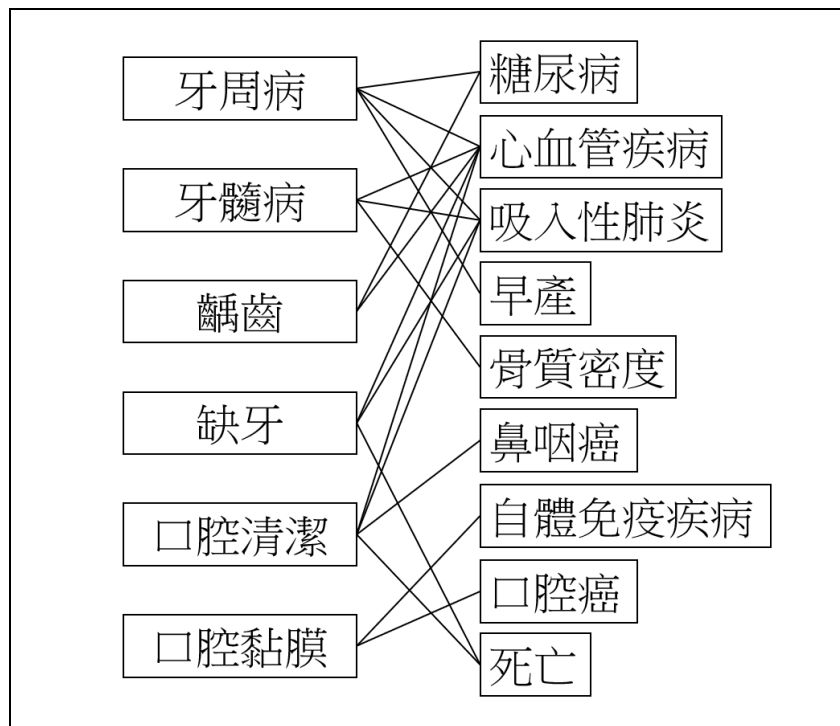 牙周病
牙髓病
齲齒
缺牙
口腔清潔
口腔黏膜
糖尿病
心血管疾病
吸入性肺炎
早產
骨質密度
鼻咽癌
自體免疫疾病
口腔癌
死亡